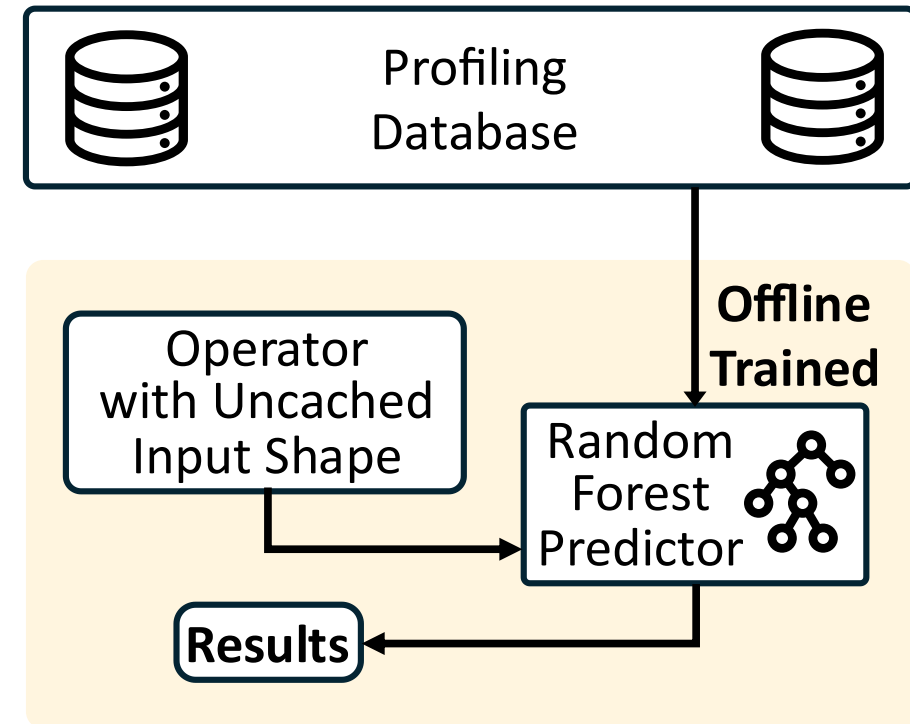 Profiling
Database
Offline
Trained
Operator
with Uncached
Input Shape
Random
Forest
Predictor
Results